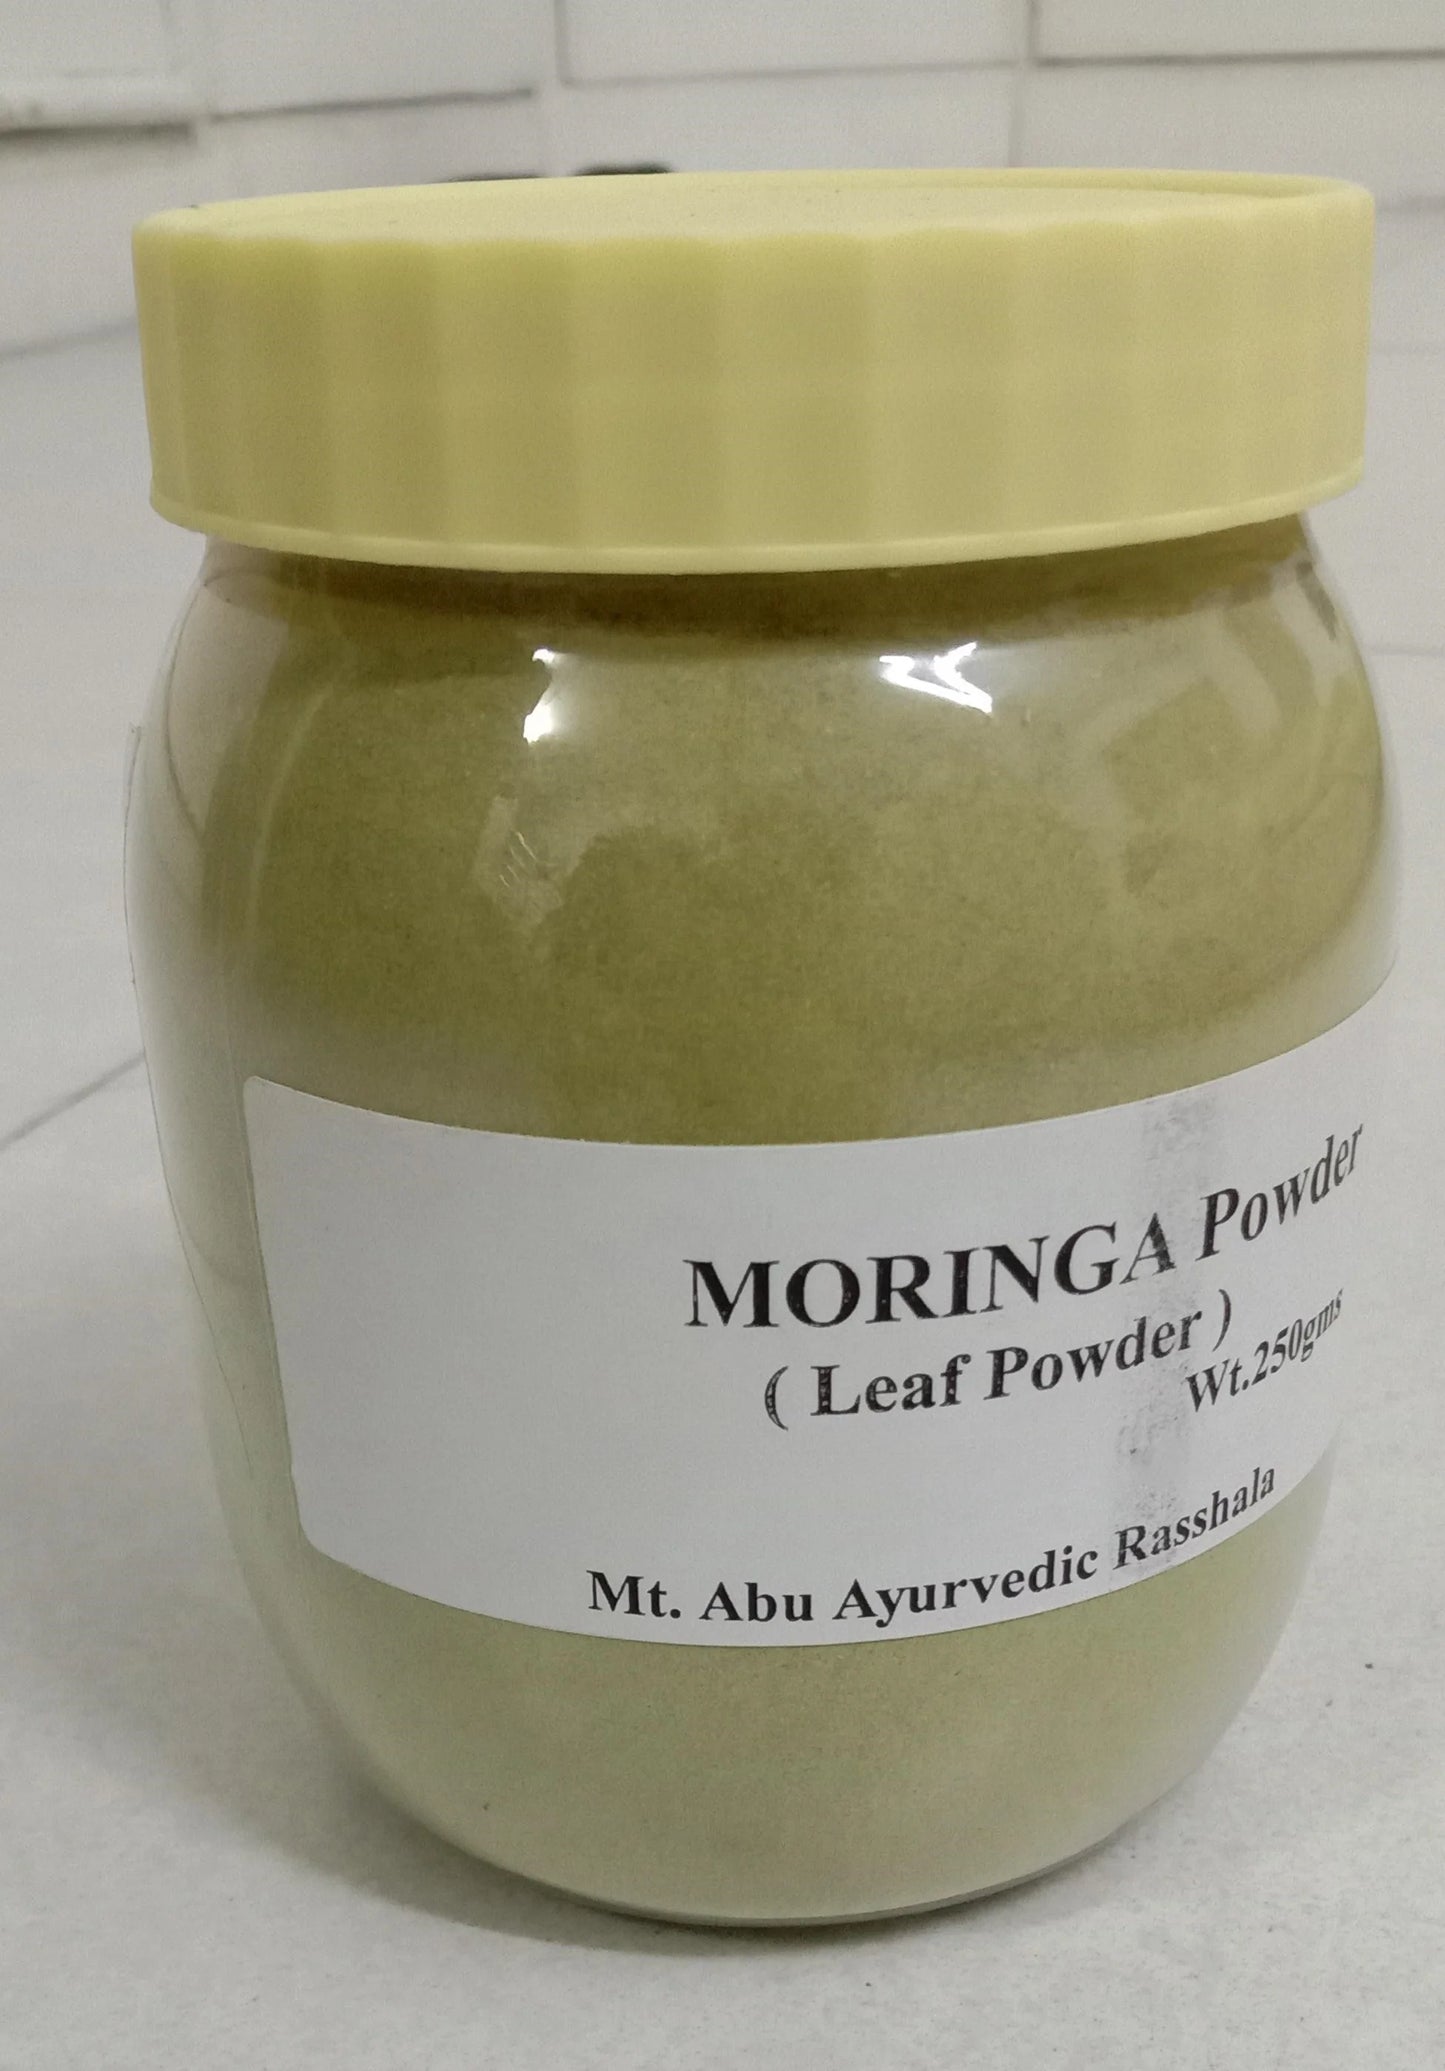 MORINGA Powder
( Leaf Powder )
Wt.250gms
Mt. Abu Ayurvedic Rasshala